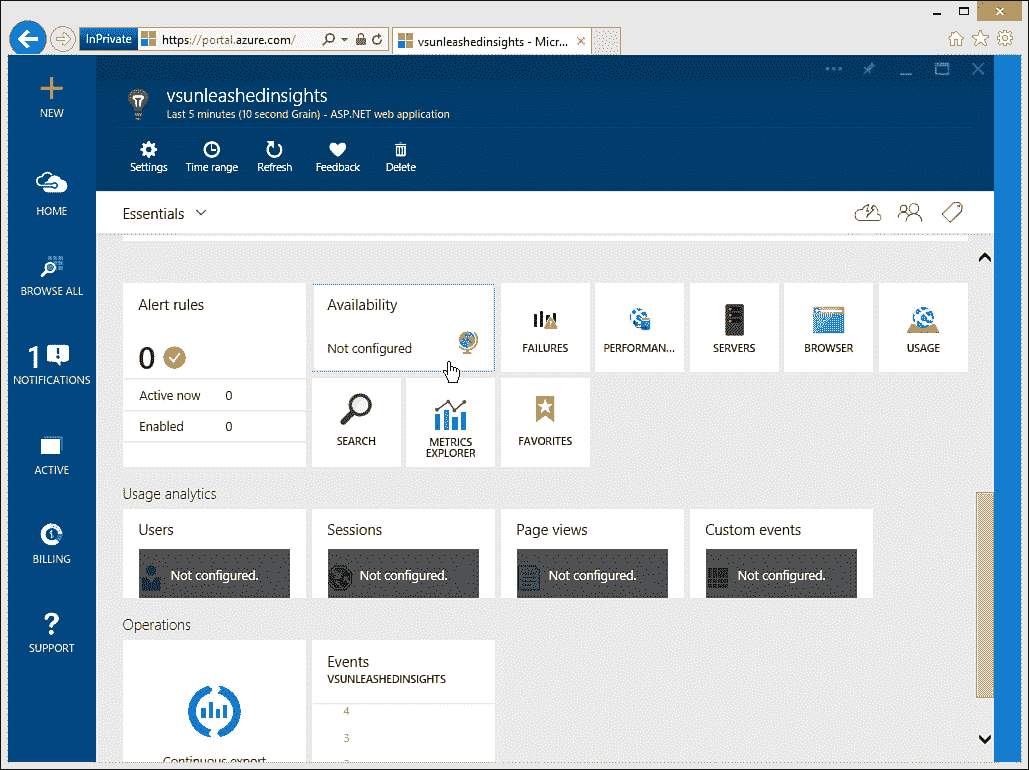 InPrivate
https://portal.azure.com/
vsunleashedinsights - Micr...
NEW
HOME
BROWSE ALL
1
NOTIFICATIONS
ACTIVE
BILLING
SUPPORT
vsunleashedinsights
Last 5 minutes (10 second Grain) - ASP.NET web application
Settings
Time range
Refresh
Feedback
Delete
Essentials
Alert rules
0
Active now 0
Enabled 0
Availability
Not configured
FAILURES
PERFORMAN...
SERVERS
BROWSER
USAGE
SEARCH
METRICS
EXPLORER
FAVORITES
Usage analytics
Users
Not configured.
Sessions
Not configured.
Page views
Not configured.
Custom events
Not configured.
Operations
Continuous export
Events
VSUNLEASHEDINSIGHTS
4
3